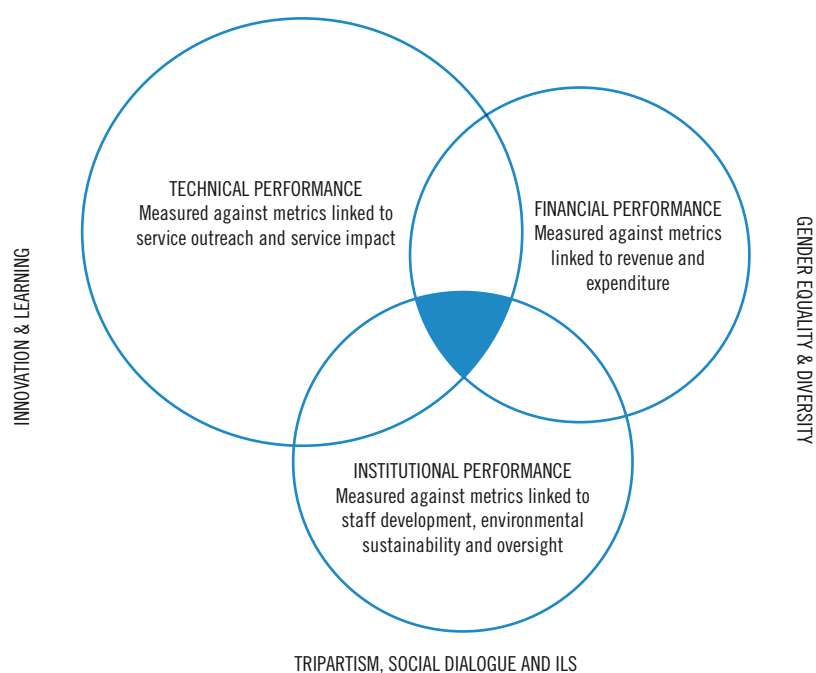 TECHNICAL PERFORMANCE
Measured against metrics linked to
service outreach and service impact
FINANCIAL PERFORMANCE
Measured against metrics
linked to revenue and
expenditure
INNOVATION & LEARNING
GENDER EQUALITY & DIVERSITY
INSTITUTIONAL PERFORMANCE
Measured against metrics linked to
staff development, environmental
sustainability and oversight
TRIPARTISM, SOCIAL DIALOGUE AND ILS